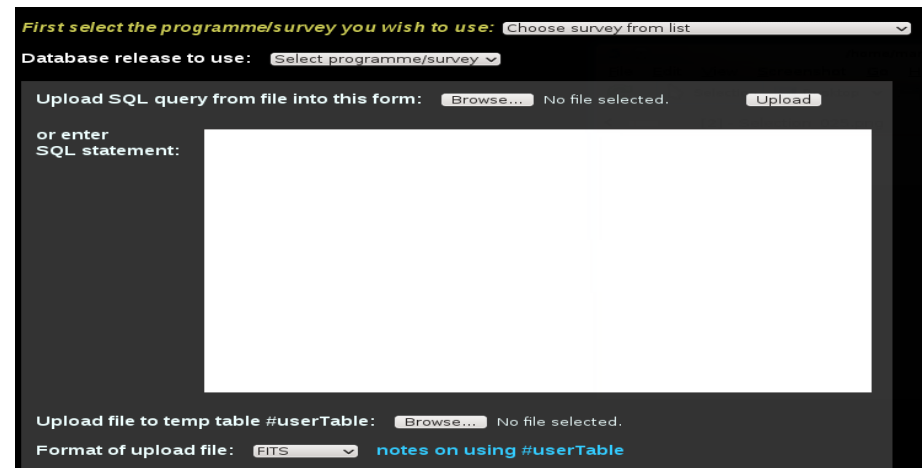 First select the programme/survey you wish to use: Choose survey from list
Database release to use: Select programme/survey
Upload SQL query from file into this form: Browse... No file selected. Upload
or enter
SQL statement:
Upload file to temp table #userTable: Browse... No file selected.
Format of upload file: FITS notes on using #userTable